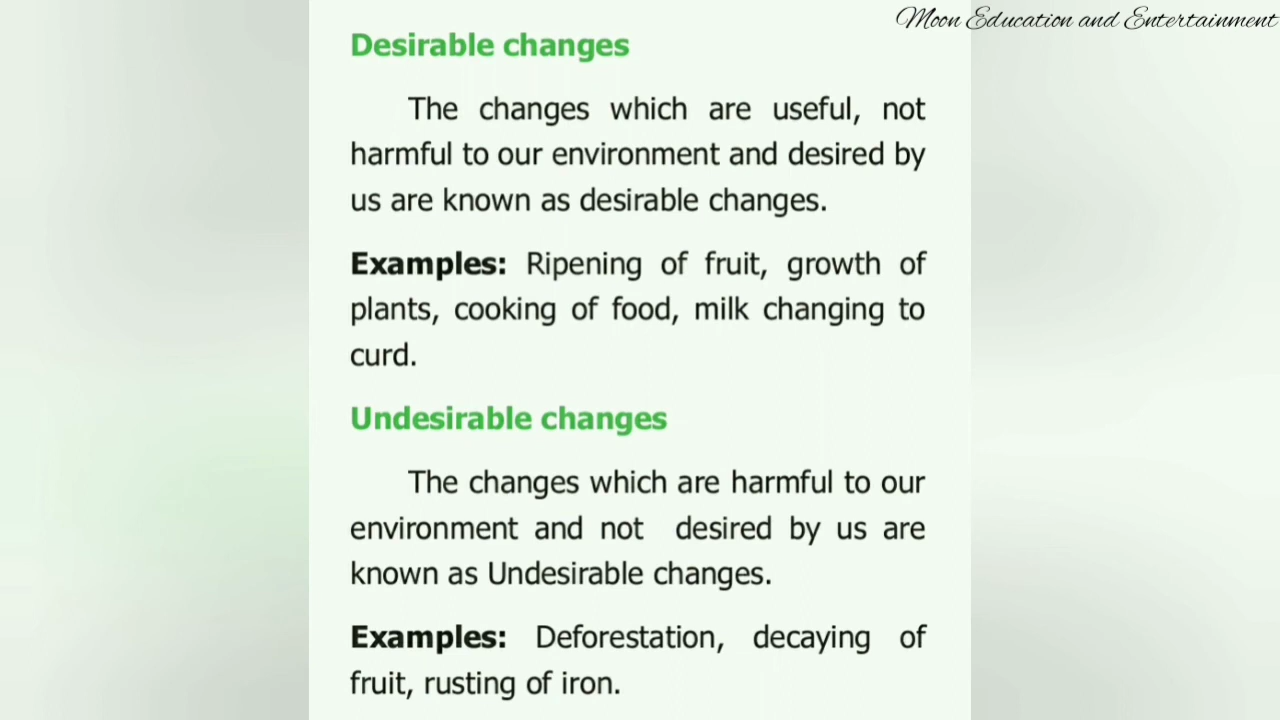 Moon Education and Entertainment
Desirable changes
The changes which are useful, not
harmful to our environment and desired by
us are known as desirable changes.
Examples: Ripening of fruit, growth of
plants, cooking of food, milk changing to
curd.
Undesirable changes
The changes which are harmful to our
environment and not desired by us are
known as Undesirable changes.
Examples: Deforestation, decaying of
fruit, rusting of iron.